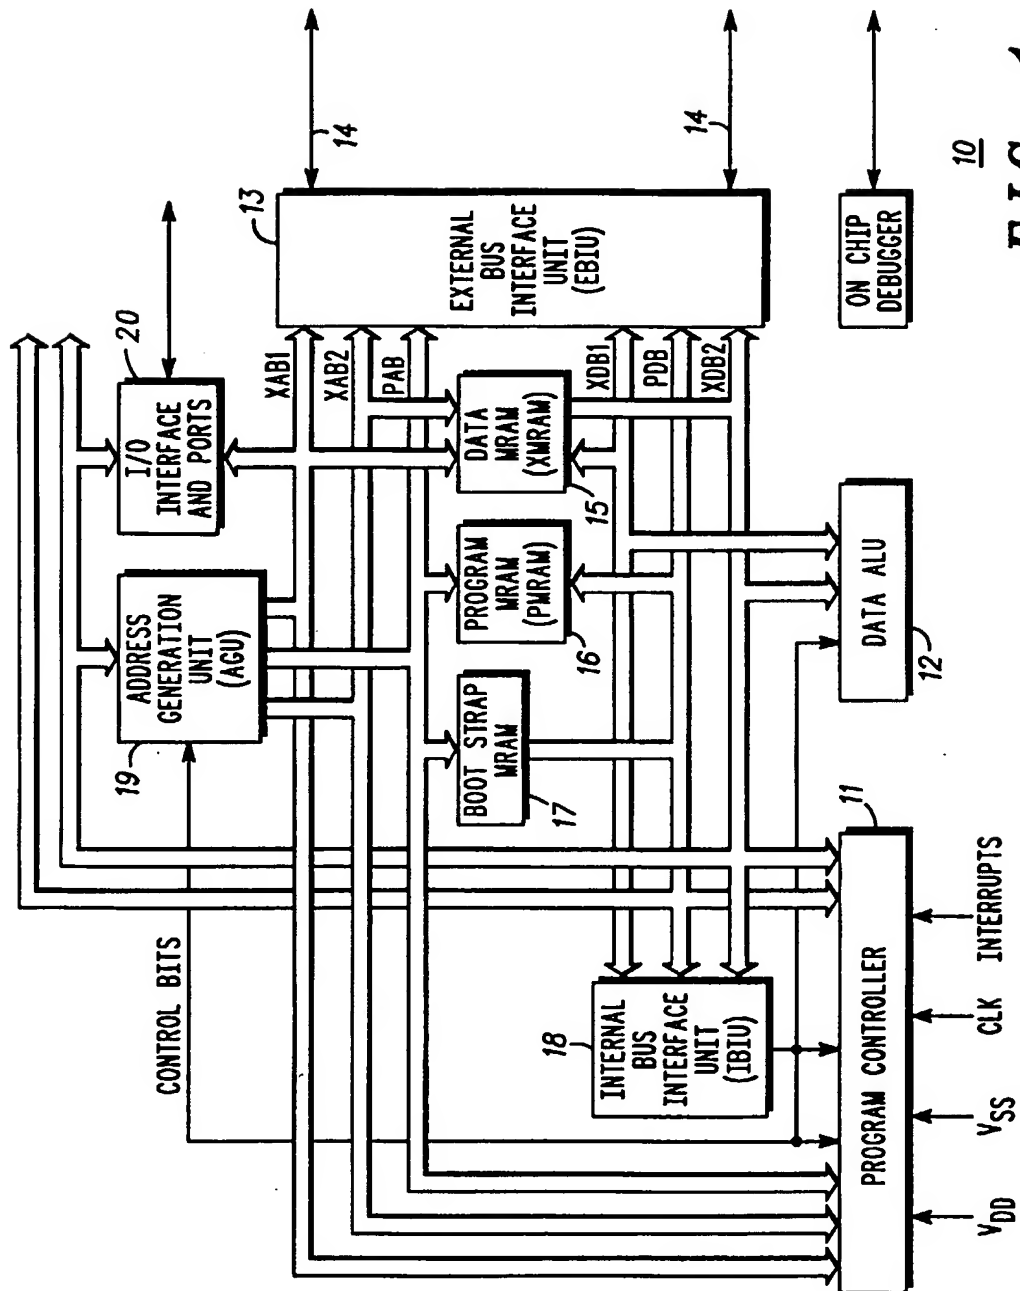 14
14
10
FIG. 1
13
EXTERNAL
BUS
INTERFACE
UNIT
(EBIU)
ON CHIP
DEBUGGER
20
I/O
INTERFACE
AND PORTS
XAB1
XAB2
PAB
XDB1
PDB
XDB2
DATA
MRAM
(XMRAM)
15
19
ADDRESS
GENERATION
UNIT
(AGU)
PROGRAM
MRAM
(PMRAM)
16
BOOT STRAP
MRAM
17
DATA ALU
12
CONTROL BITS
18
INTERNAL
BUS
INTERFACE
UNIT
(IBIU)
11
PROGRAM CONTROLLER
INTERRUPTS
CLK
VSS
VDD